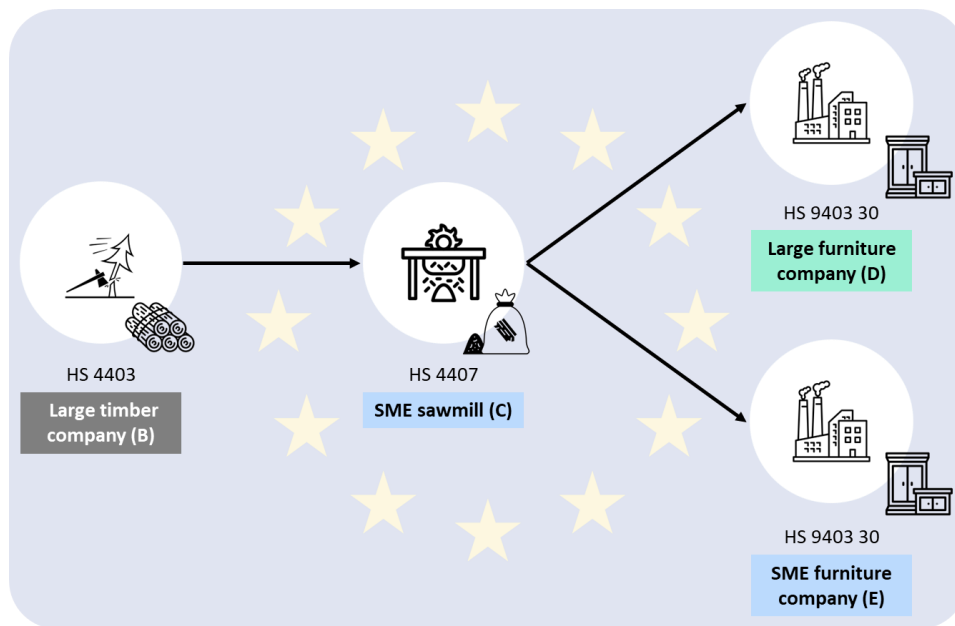 HS 4403
Large timber
company (B)
HS 4407
SME sawmill (C)
HS 9403 30
Large furniture
company (D)
HS 9403 30
SME furniture
company (E)